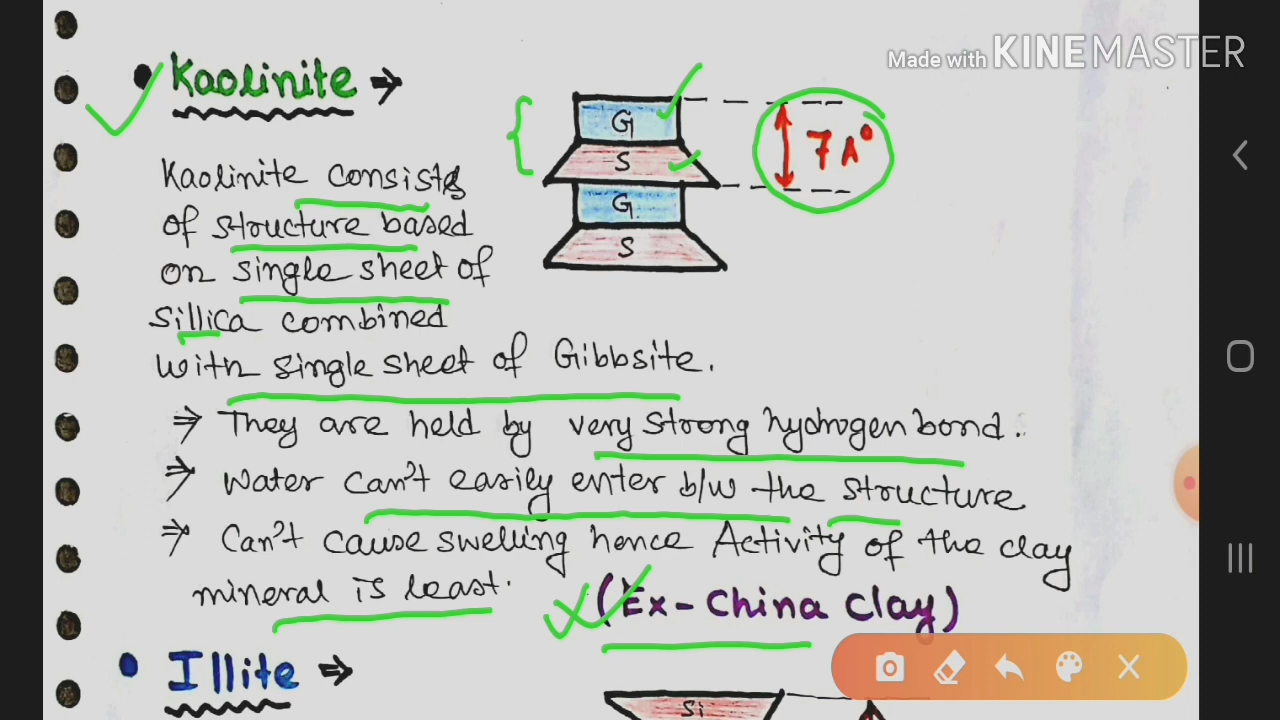 Made with KINEMASTER
Kaolinite ⇒
G
S
G
S
7 A°
Kaolinite consists
of structure based
on single sheet of
Sillica combined
with single sheet of Gibbsite.
⇒ They are held by very strong hydrogen bond.
⇒ Water can't easily enter b/w the structure
⇒ Can't cause swelling hence Activity of the clay
mineral is least.
(Ex- China Clay)
Illite ⇒
Si